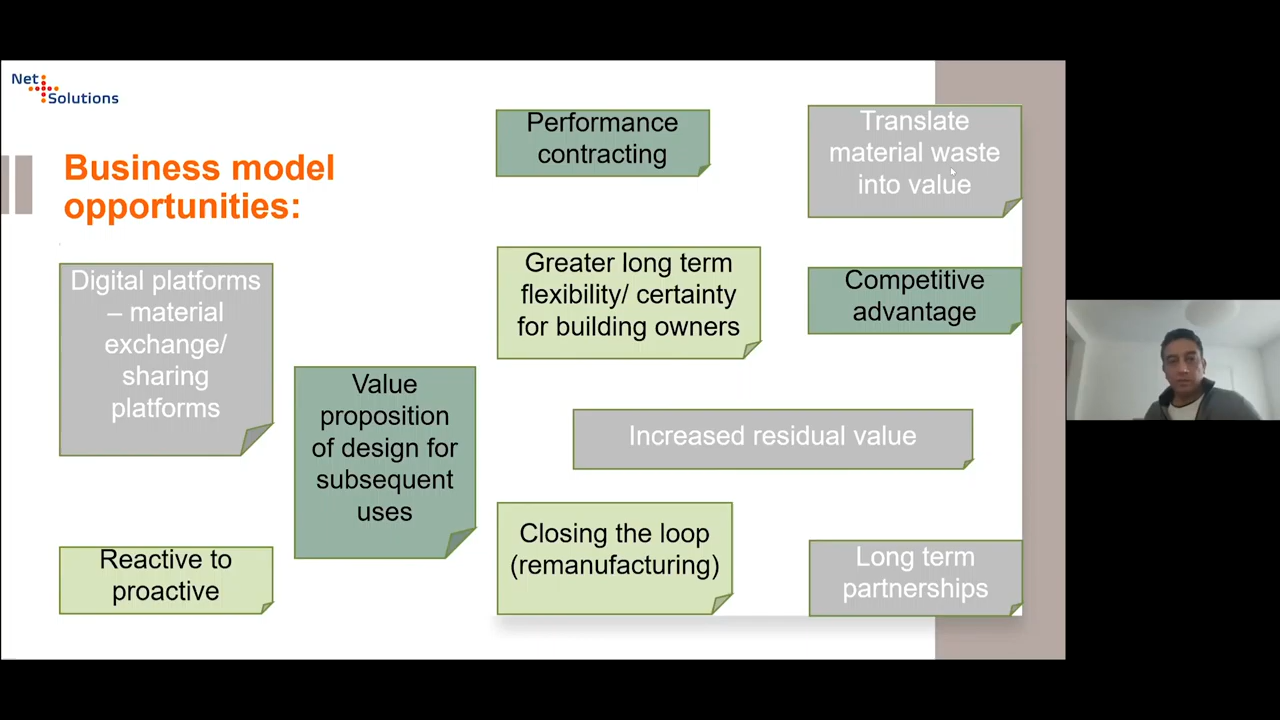 Net
Solutions
Business model
opportunities:
Performance
contracting
Translate
material waste
into value
Digital platforms
– material
exchange/
sharing
platforms
Greater long term
flexibility/ certainty
for building owners
Competitive
advantage
Value
proposition
of design for
subsequent
uses
Increased residual value
Closing the loop
(remanufacturing)
Reactive to
proactive
Long term
partnerships